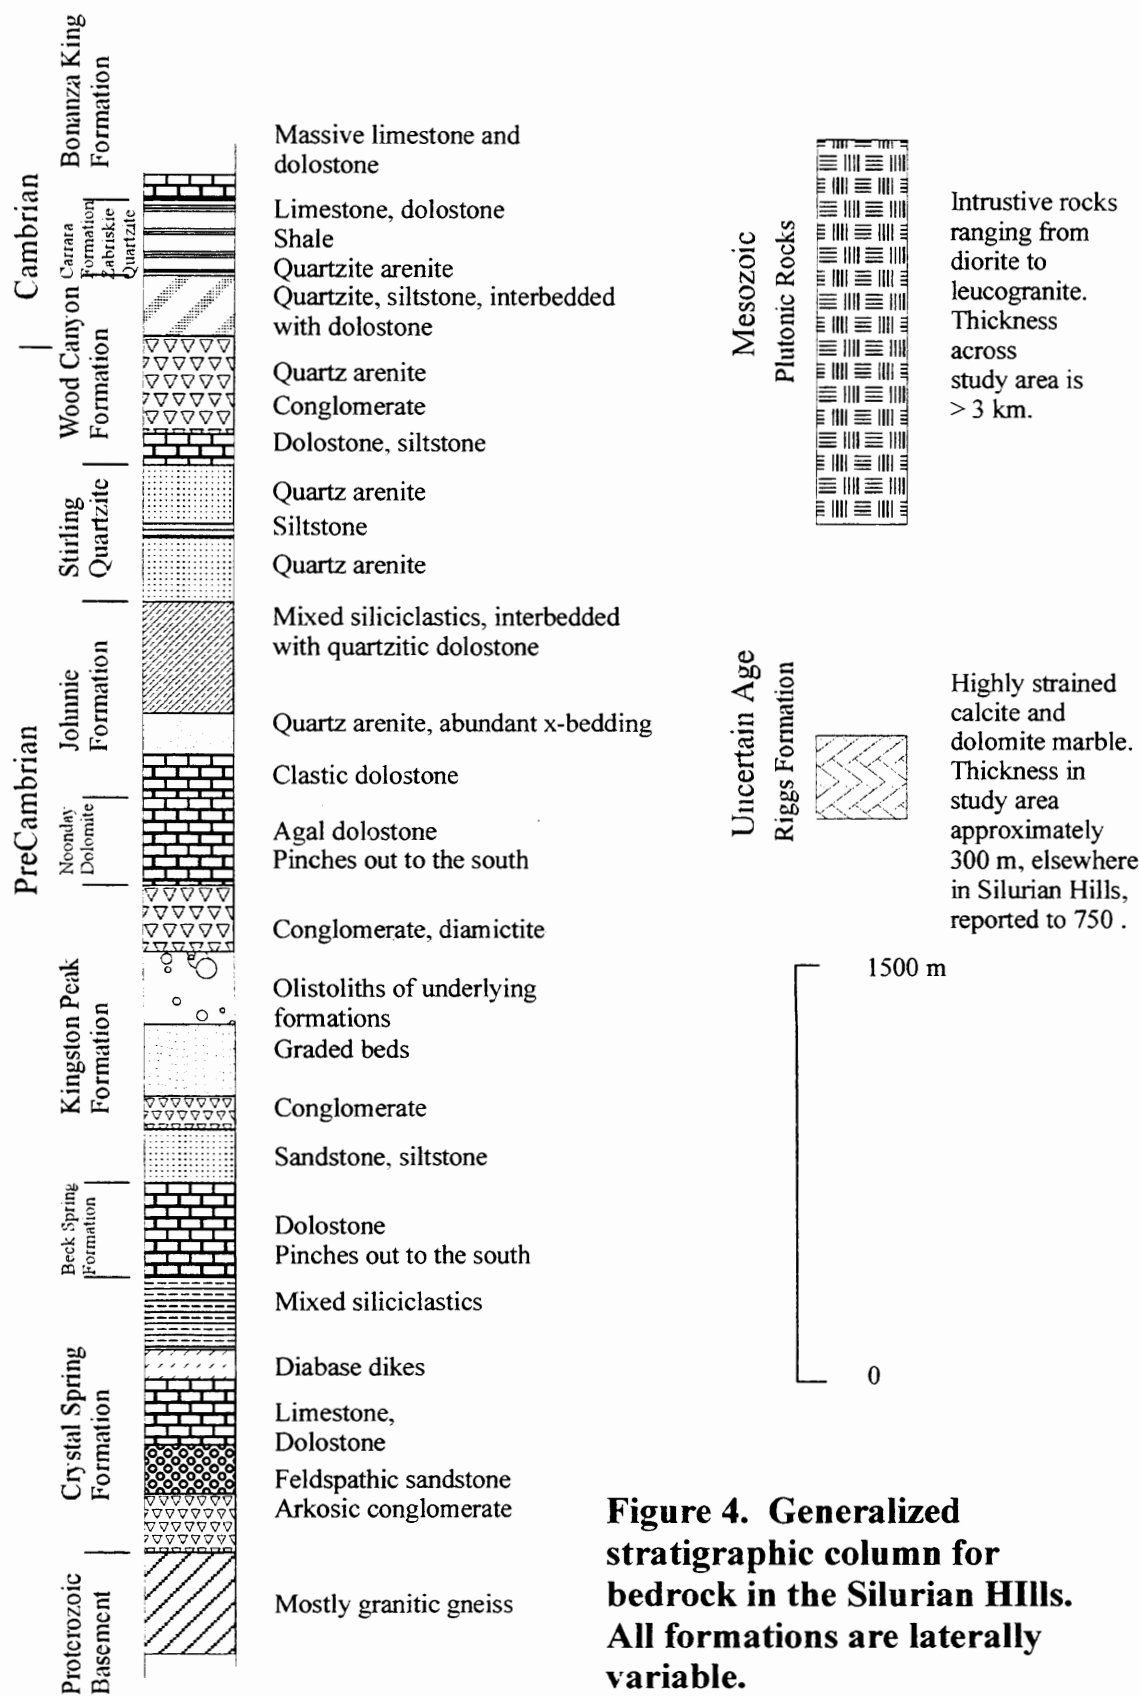 Cambrian
PreCambrian
Bonanza King
Formation
Carrara
Formation
Zabriskie
Quartzite
Wood Canyon
Formation
Stirling
Quartzite
Johnnie
Formation
Noonday
Dolomite
Kingston Peak
Formation
Beck Spring
Formation
Crystal Spring
Formation
Proterozoic
Basement
Massive limestone and
dolostone
Limestone, dolostone
Shale
Quartzite arenite
Quartzite, siltstone, interbedded
with dolostone
Quartz arenite
Conglomerate
Dolostone, siltstone
Quartz arenite
Siltstone
Quartz arenite
Mixed siliciclastics, interbedded
with quartzitic dolostone
Quartz arenite, abundant x-bedding
Clastic dolostone
Agal dolostone
Pinches out to the south
Conglomerate, diamictite
Olistoliths of underlying
formations
Graded beds
Conglomerate
Sandstone, siltstone
Dolostone
Pinches out to the south
Mixed siliciclastics
Diabase dikes
Limestone,
Dolostone
Feldspathic sandstone
Arkosic conglomerate
Mostly granitic gneiss
Mesozoic
Plutonic Rocks
Intrustive rocks
ranging from
diorite to
leucogranite.
Thickness
across
study area is
> 3 km.
Uncertain Age
Riggs Formation
Highly strained
calcite and
dolomite marble.
Thickness in
study area
approximately
300 m, elsewhere
in Silurian Hills,
reported to 750 .
1500 m
0
Figure 4. Generalized
stratigraphic column for
bedrock in the Silurian HIlls.
All formations are laterally
variable.